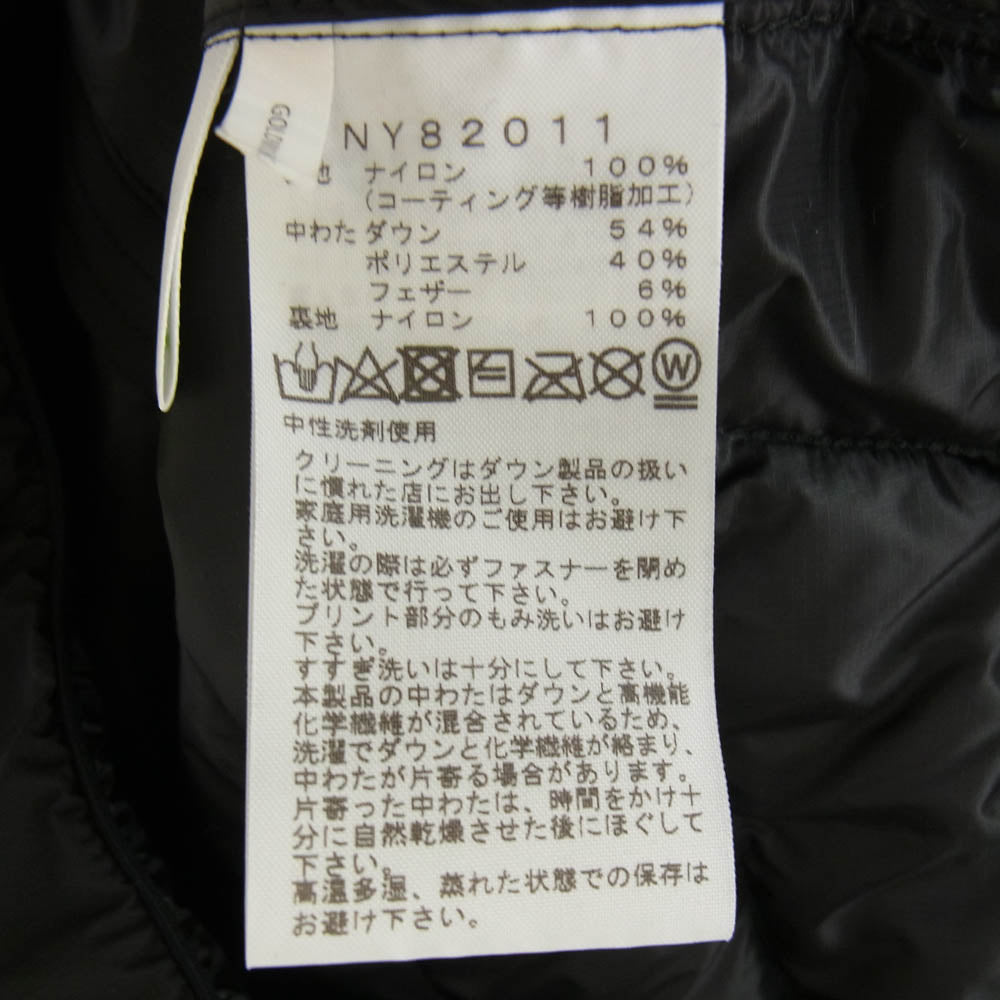 NY82011
地 ナイロン 100%
(コーティング等樹脂加工)
中わた ダウン 54%
ポリエステル 40%
フェザー 6%
裏地 ナイロン 100%
W
中性洗剤使用
クリーニングはダウン製品の扱い
に慣れた店にお出し下さい。
家庭用洗濯機のご使用はお避け下
さい。
洗濯の際は必ずファスナーを閉め
た状態で行って下さい。
プリント部分のもみ洗いはお避け
下さい。
すすぎ洗いは十分にして下さい。
本製品の中わたはダウンと高機能
化学繊維が混合されているため、
洗濯でダウンと化学繊維が絡まり、
中わたが片寄る場合があります。
片寄った中わたは、時間をかけ十
分に自然乾燥させた後にほぐして
下さい。
高温多湿、蒸れた状態での保存は
お避け下さい。